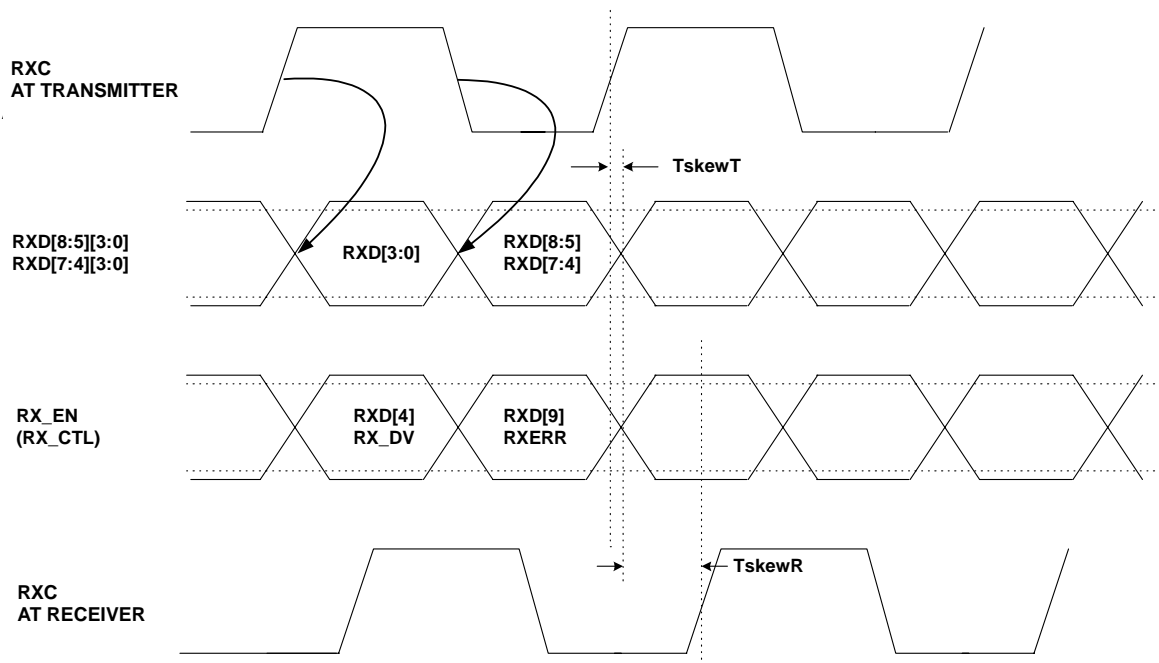 RXC
AT TRANSMITTER
TskewT
RXD[8:5][3:0]
RXD[7:4][3:0]
RXD[3:0]
RXD[8:5]
RXD[7:4]
RX_EN
(RX_CTL)
RXD[4]
RX_DV
RXD[9]
RXERR
TskewR
RXC
AT RECEIVER